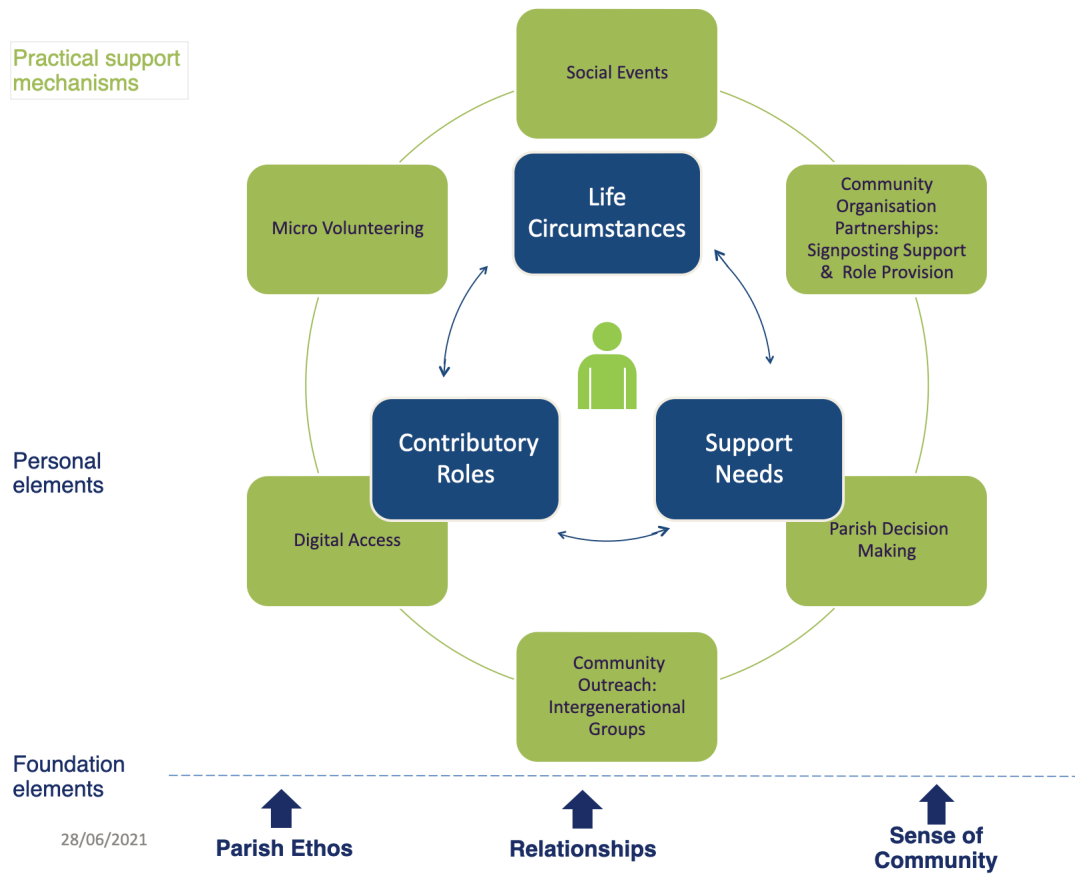 Practical support
mechanisms
Social Events
Life
Circumstances
Micro Volunteering
Community
Organisation
Partnerships:
Signposting Support
& Role Provision
Personal
elements
Contributory
Roles
Support
Needs
Digital Access
Parish Decision
Making
Community
Outreach:
Intergenerational
Groups
Foundation
elements
28/06/2021
Parish Ethos
Relationships
Sense of
Community